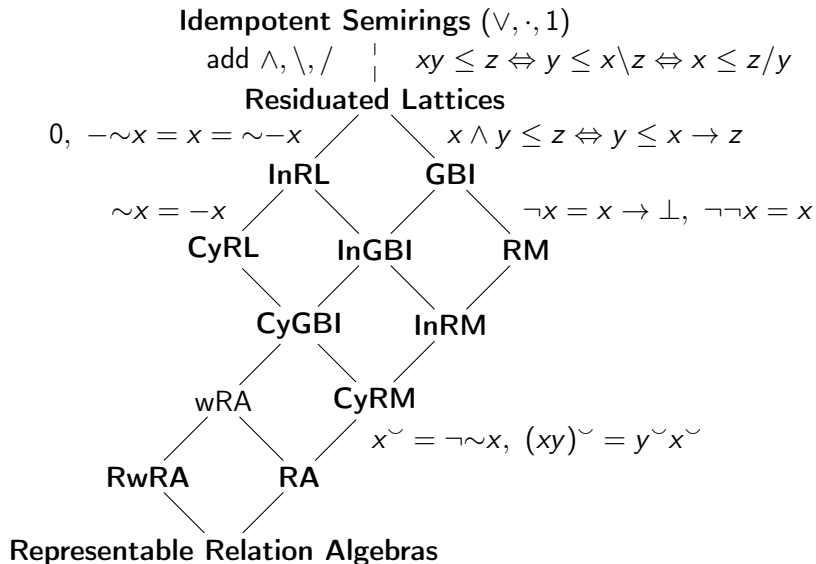 Idempotent Semirings (∨, ·, 1)
add ∧, \, / xy ≤ z ⇔ y ≤ x\z ⇔ x ≤ z/y
Residuated Lattices
0, −∼x = x = ∼−x x ∧ y ≤ z ⇔ y ≤ x → z
InRL GBI
∼x = −x ¬x = x → ⊥, ¬¬x = x
CyRL InGBI RM
CyGBI InRM
wRA CyRM
x˘ = ¬∼x, (xy)˘ = y˘x˘
RwRA RA
Representable Relation Algebras